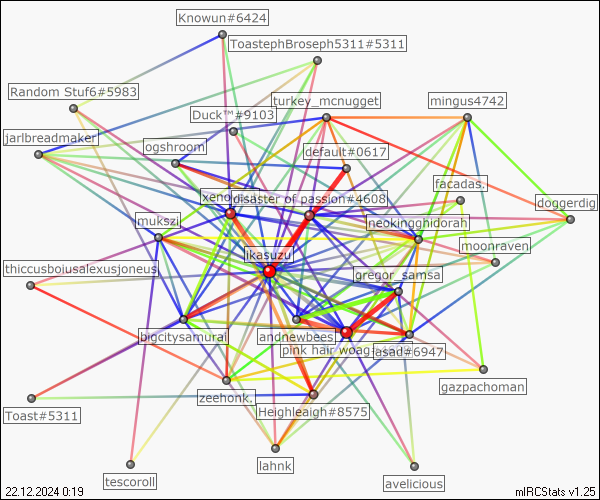 Knowun#6424
ToastephBroseph5311#5311
Random Stuf6#5983
turkey_mcnugget
mingus4742
Duck™#9103
jarlbreadmaker
ogshroom
default#0617
facadas.
disaster of passion#4608
doggerdig
mukszi
neokingghidorah
moonraven
likasuzu
thiccusboiusalexusjoneus
gregor_samsa
bigcitysamurai
andnewbees
pink hair woag
asad#6947
gazpachoman
zeehonk.
Toast#5311
Heighleaigh#8575
lahnk
tescoroll
avelicious
22.12.2024 0:19
mIRCStats v1.25